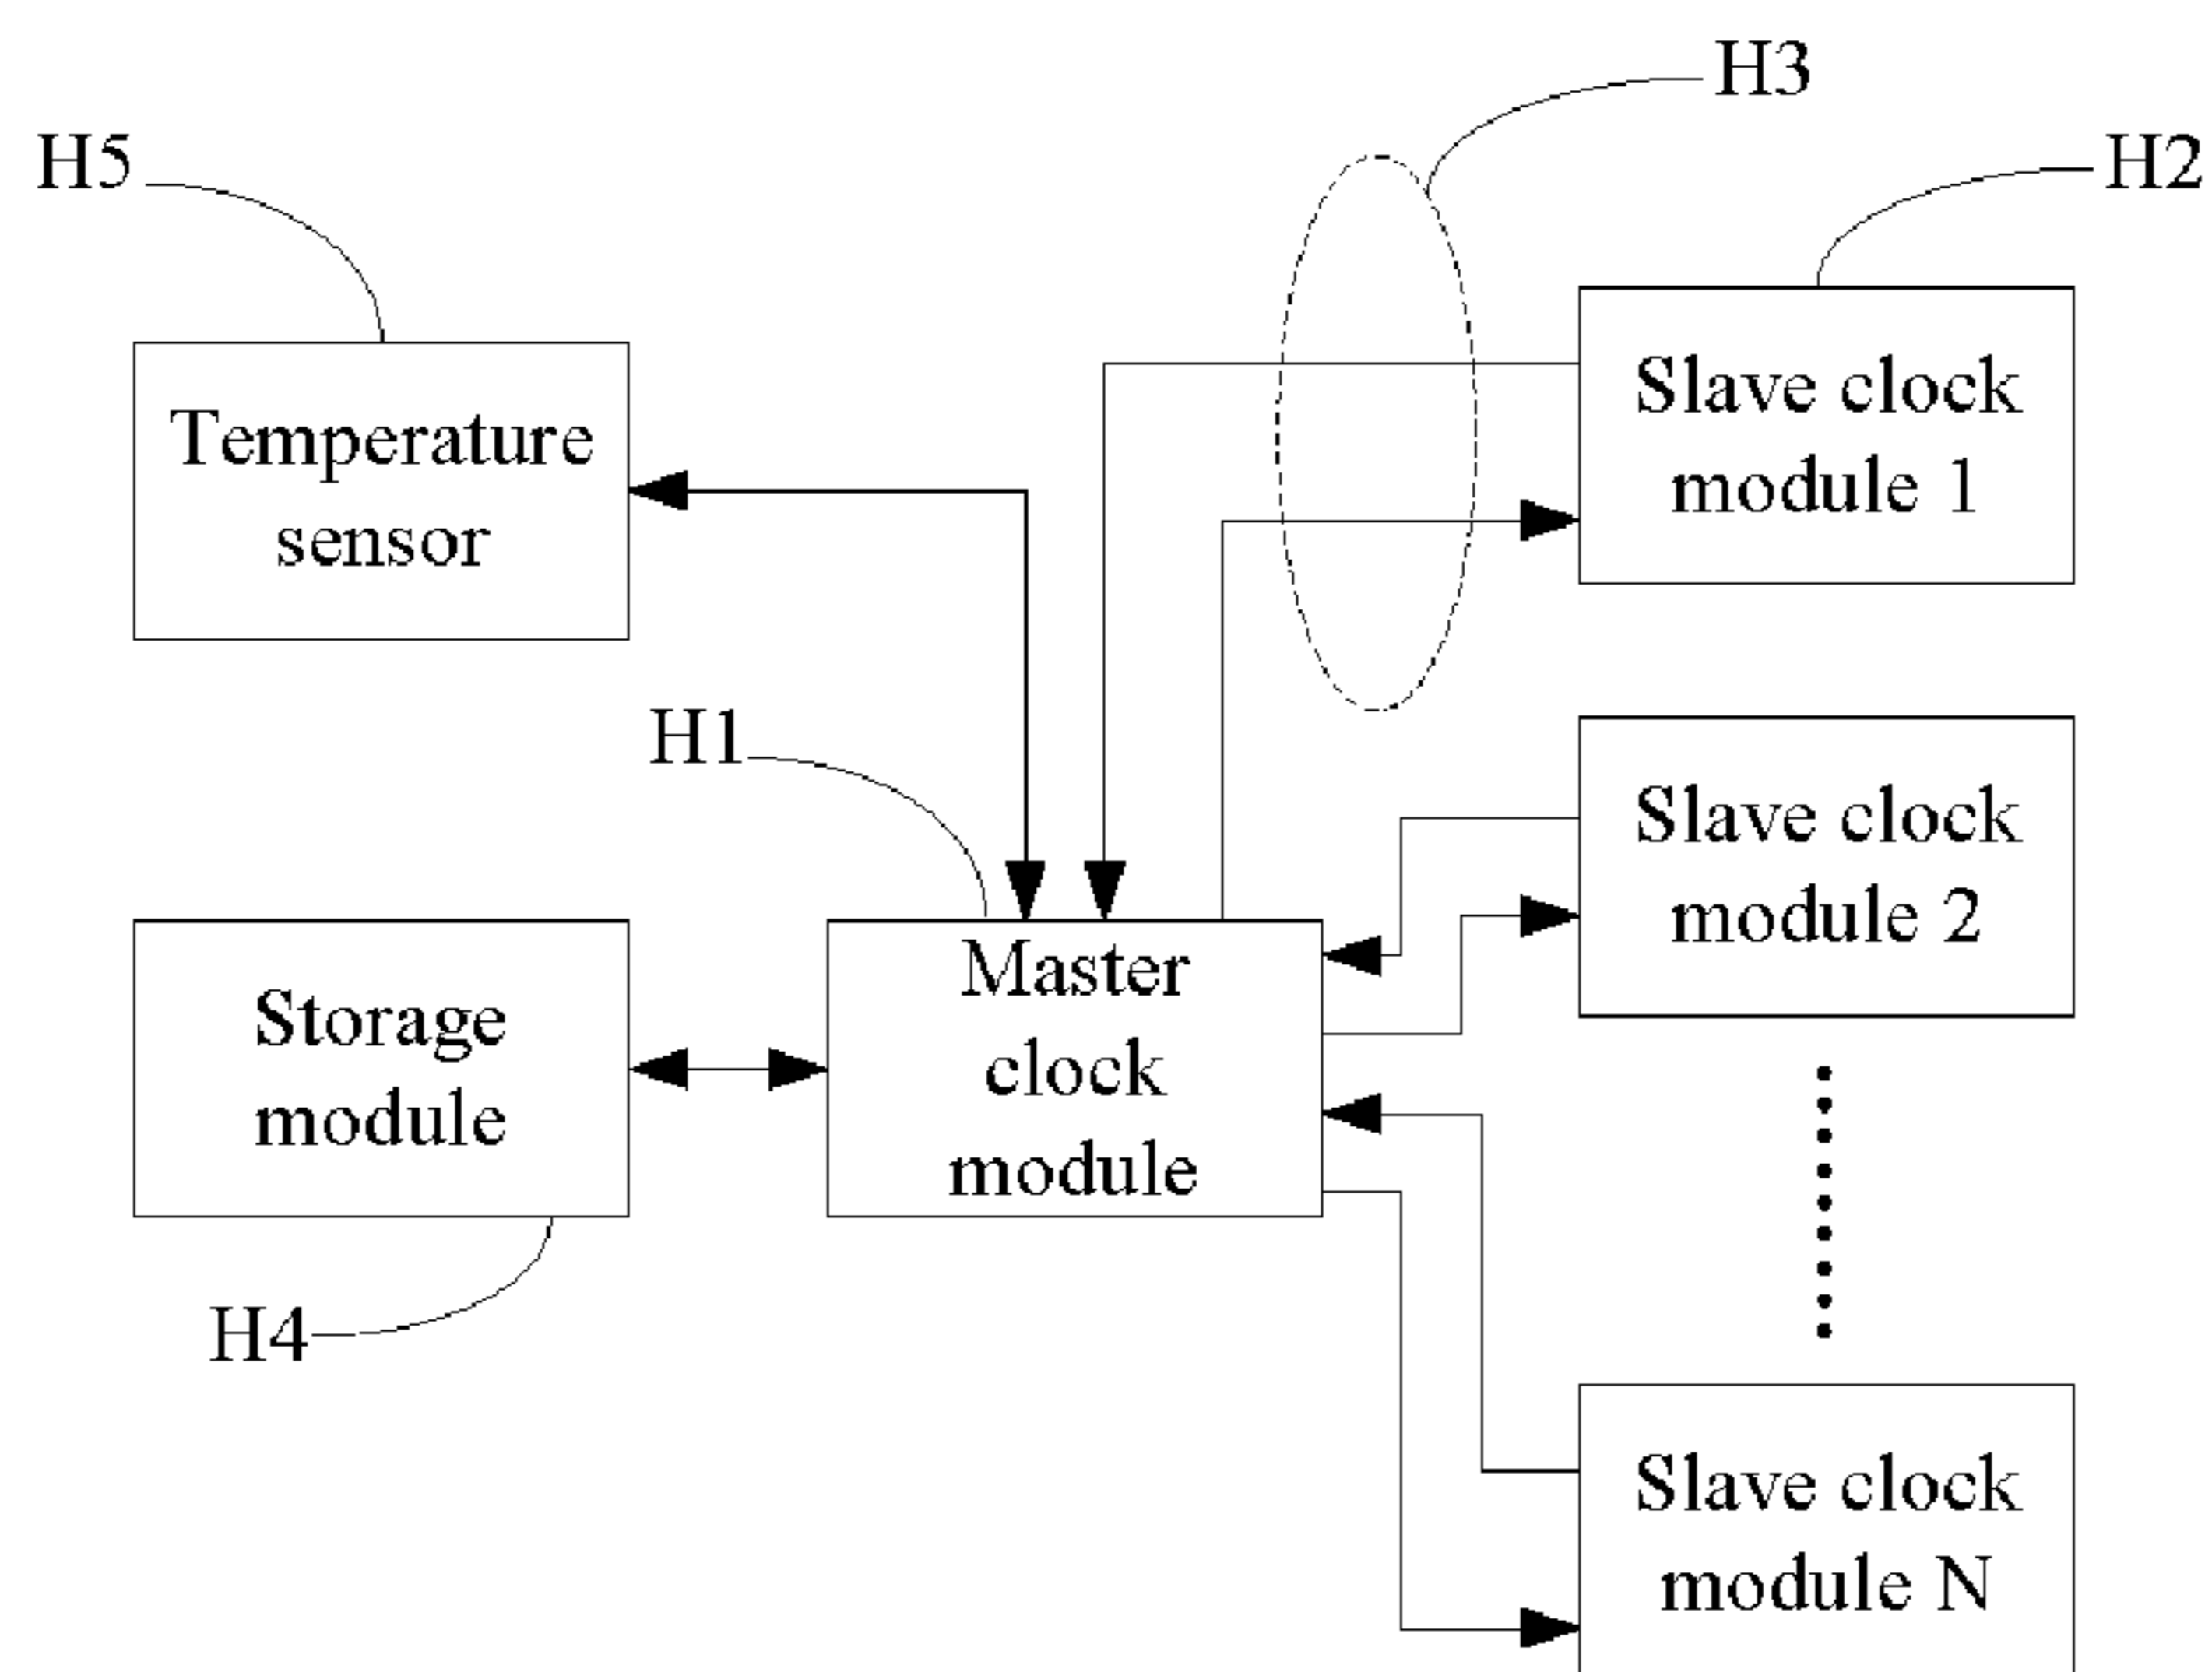 H3
H5
H2
Temperature
sensor
Slave clock
module 1
H1
Slave clock
module 2
Storage
module
Master
clock
module
H4
Slave clock
module N